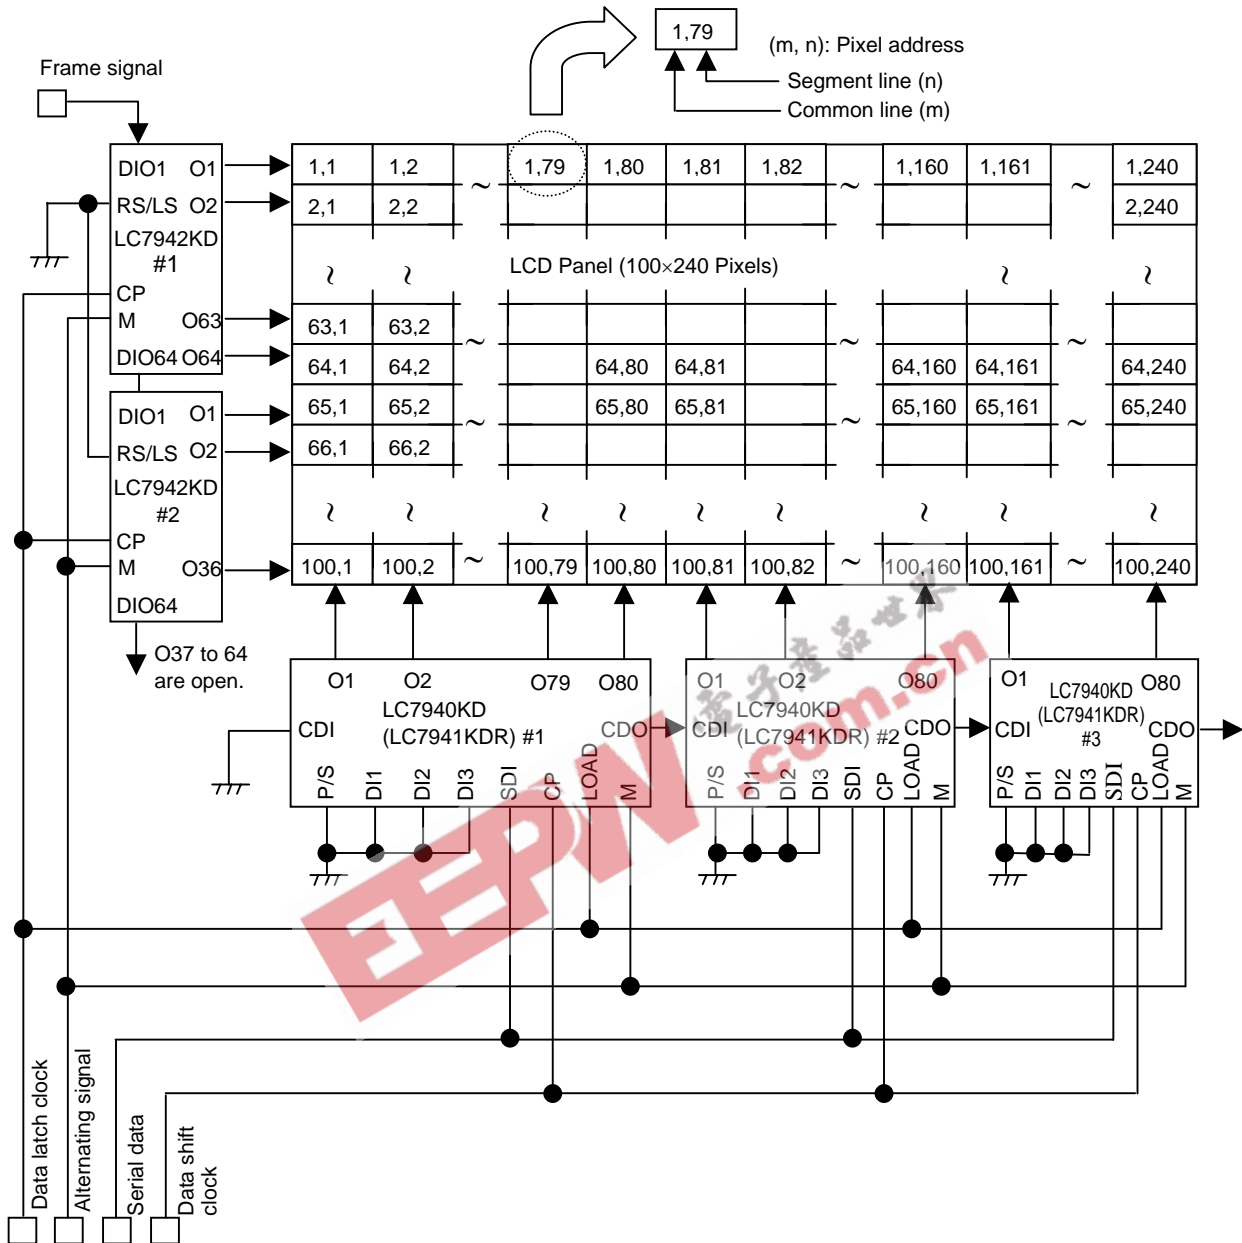 1,79
(m, n): Pixel address
Segment line (n)
Common line (m)
Frame signal
DIO1 O1
RS/LS O2
LC7942KD
#1
CP
M O63
DIO64 O64
DIO1 O1
RS/LS O2
LC7942KD
#2
CP
M O36
DIO64
O37 to 64
are open.
1,1 1,2 ~ 1,79 1,80 1,81 1,82 ~ 1,160 1,161 ~ 1,240
2,1 2,2 2,240
LCD Panel (100×240 Pixels)
63,1 63,2
64,1 64,2 64,80 64,81 64,160 64,161 64,240
65,1 65,2 65,80 65,81 65,160 65,161 65,240
66,1 66,2
100,1 100,2 ~ 100,79 100,80 100,81 100,82 ~ 100,160 100,161 ~ 100,240
O1 O2 O79 O80
LC7940KD
(LC7941KDR) #1
CDI CDO
P/S DI1 DI2 DI3 SDI CP LOAD M
O1 O2 O80
LC7940KD
(LC7941KDR) #2
CDI CDO
P/S DI1 DI2 DI3 SDI CP LOAD M
O1 O80
LC7940KD
(LC7941KDR)
#3
CDI CDO
P/S DI1 DI2 DI3 SDI CP LOAD M
電子產品世界
EEPW
.com.cn
Data latch clock
Alternating signal
Serial data
Data shift
clock